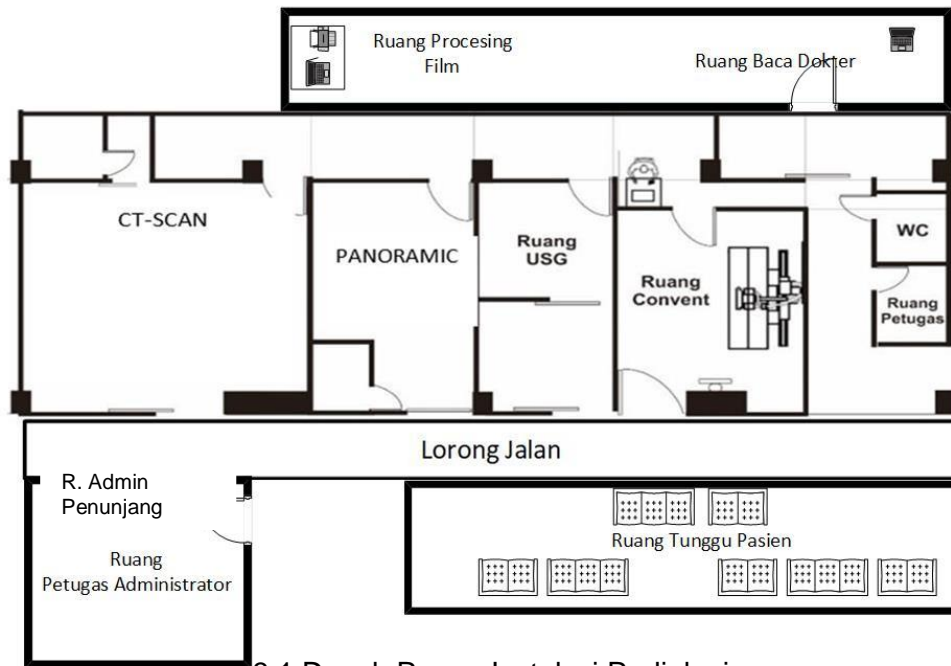 Ruang Procesing
Film
Ruang Baca Dokter
CT-SCAN
PANORAMIC
Ruang
USG
Ruang
Convent
WC
Ruang
Petugas
Lorong Jalan
R. Admin
Penunjang
Ruang
Petugas Administrator
Ruang Tunggu Pasien